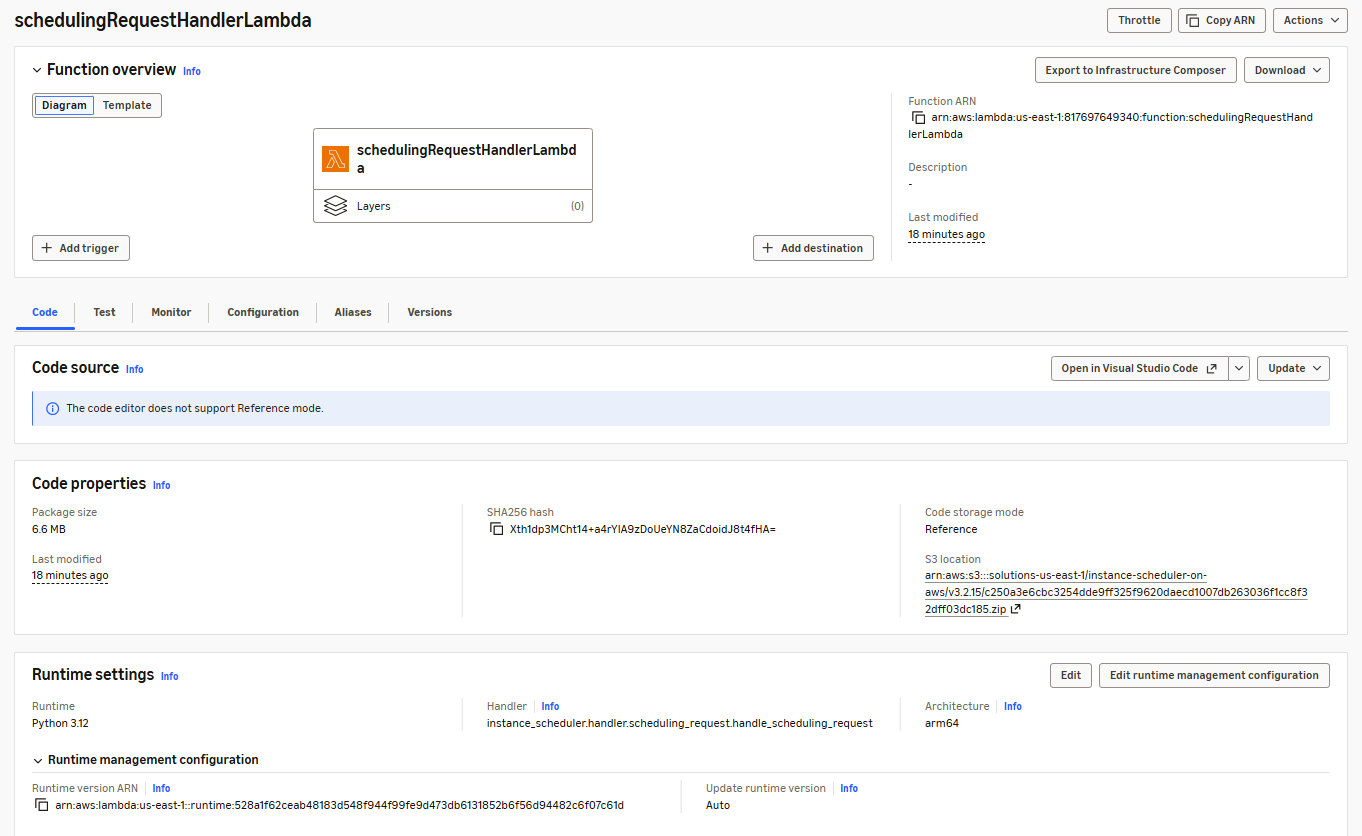 schedulingRequestHandlerLambda
Throttle
Copy ARN
Actions
Function overview Info
Export to Infrastructure Composer
Download
Diagram
Template
schedulingRequestHandlerLambd
a
Layers
(0)
Add trigger
Add destination
Function ARN
arn:aws:lambda:us-east-1:817697649340:function:schedulingRequestHand
lerLambda
Description
-
Last modified
18 minutes ago
Code
Test
Monitor
Configuration
Aliases
Versions
Code source Info
Open in Visual Studio Code
Update
The code editor does not support Reference mode.
Code properties Info
Package size
6.6 MB
Last modified
18 minutes ago
SHA256 hash
Xth1dp3MCht14+a4rYIA9zDoUeYN8ZaCdoidJ8t4fHA=
Code storage mode
Reference
S3 location
arn:aws:s3:::solutions-us-east-1/instance-scheduler-on-
aws/v3.2.15/c250a3e6cbc3254dde9ff325f9620daecd1007db263036f1cc8f3
2dff03dc185.zip
Runtime settings Info
Edit
Edit runtime management configuration
Runtime
Python 3.12
Handler Info
instance_scheduler.handler.scheduling_request.handle_scheduling_request
Architecture Info
arm64
Runtime management configuration
Runtime version ARN Info
arn:aws:lambda:us-east-1::runtime:528a1f62ceab48183d548f944f99fe9d473db6131852b6f56d94482c6f07c61d
Update runtime version Info
Auto